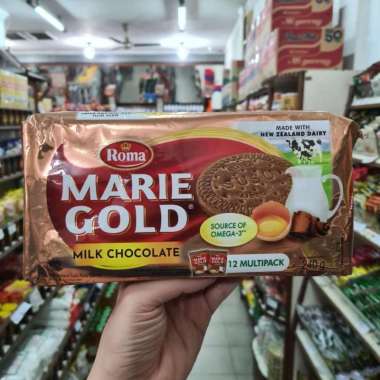 Roma
MARIE
GOLD
MILK CHOCOLATE
MADE WITH
NEW ZEALAND DAIRY
SOURCE OF
OMEGA-3**
12 MULTIPACK